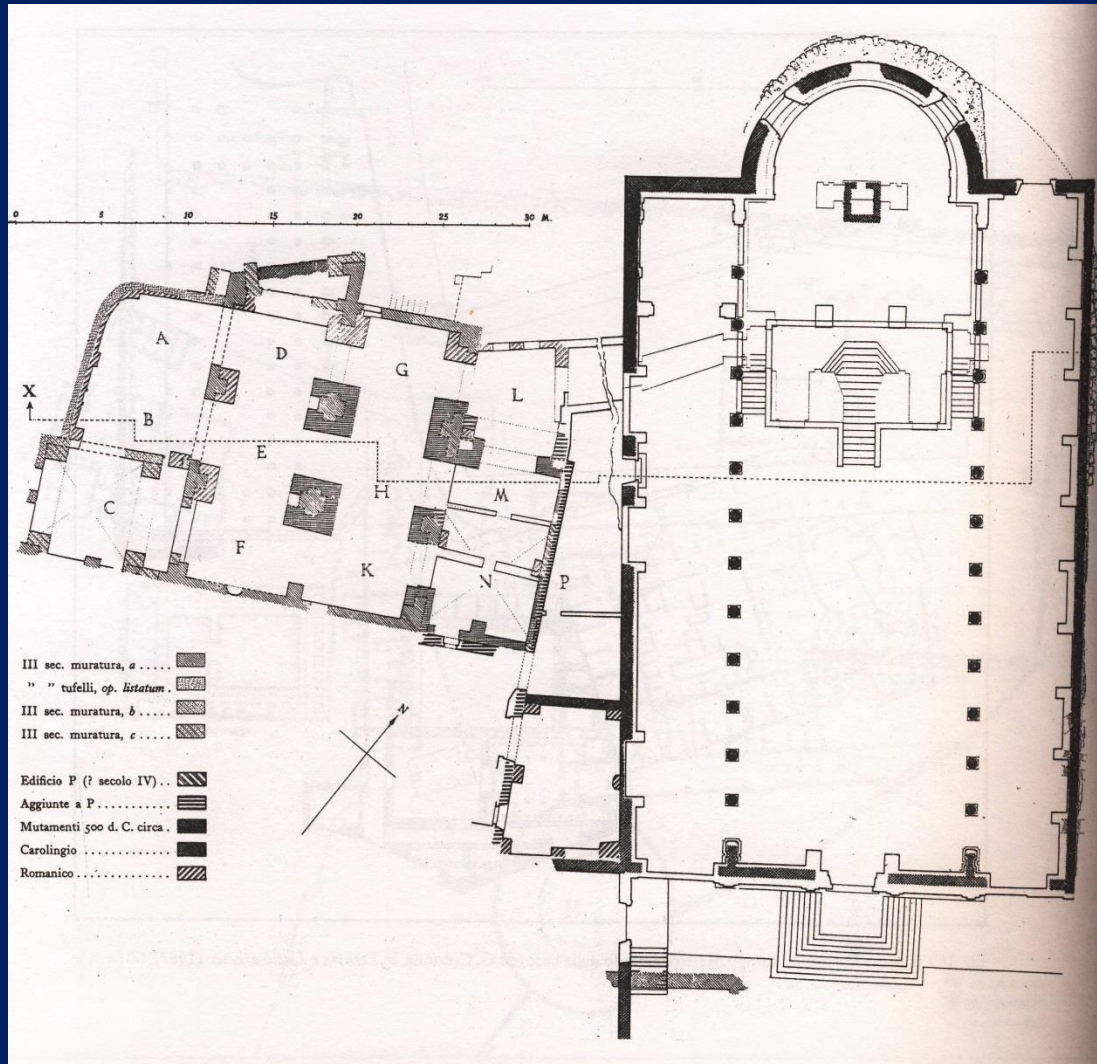 0 5 10 15 20 25 30 M.
A
D
G
L
X
B
E
H
M
C
F
K
N
P
III sec. muratura, a .....
" " tufelli, op. listatum .
III sec. muratura, b .....
III sec. muratura, c .....
N
Edificio P (? secolo IV) ..
Aggiunte a P ..........
Mutamenti 500 d. C. circa .
Carolingio ............
Romanico .............